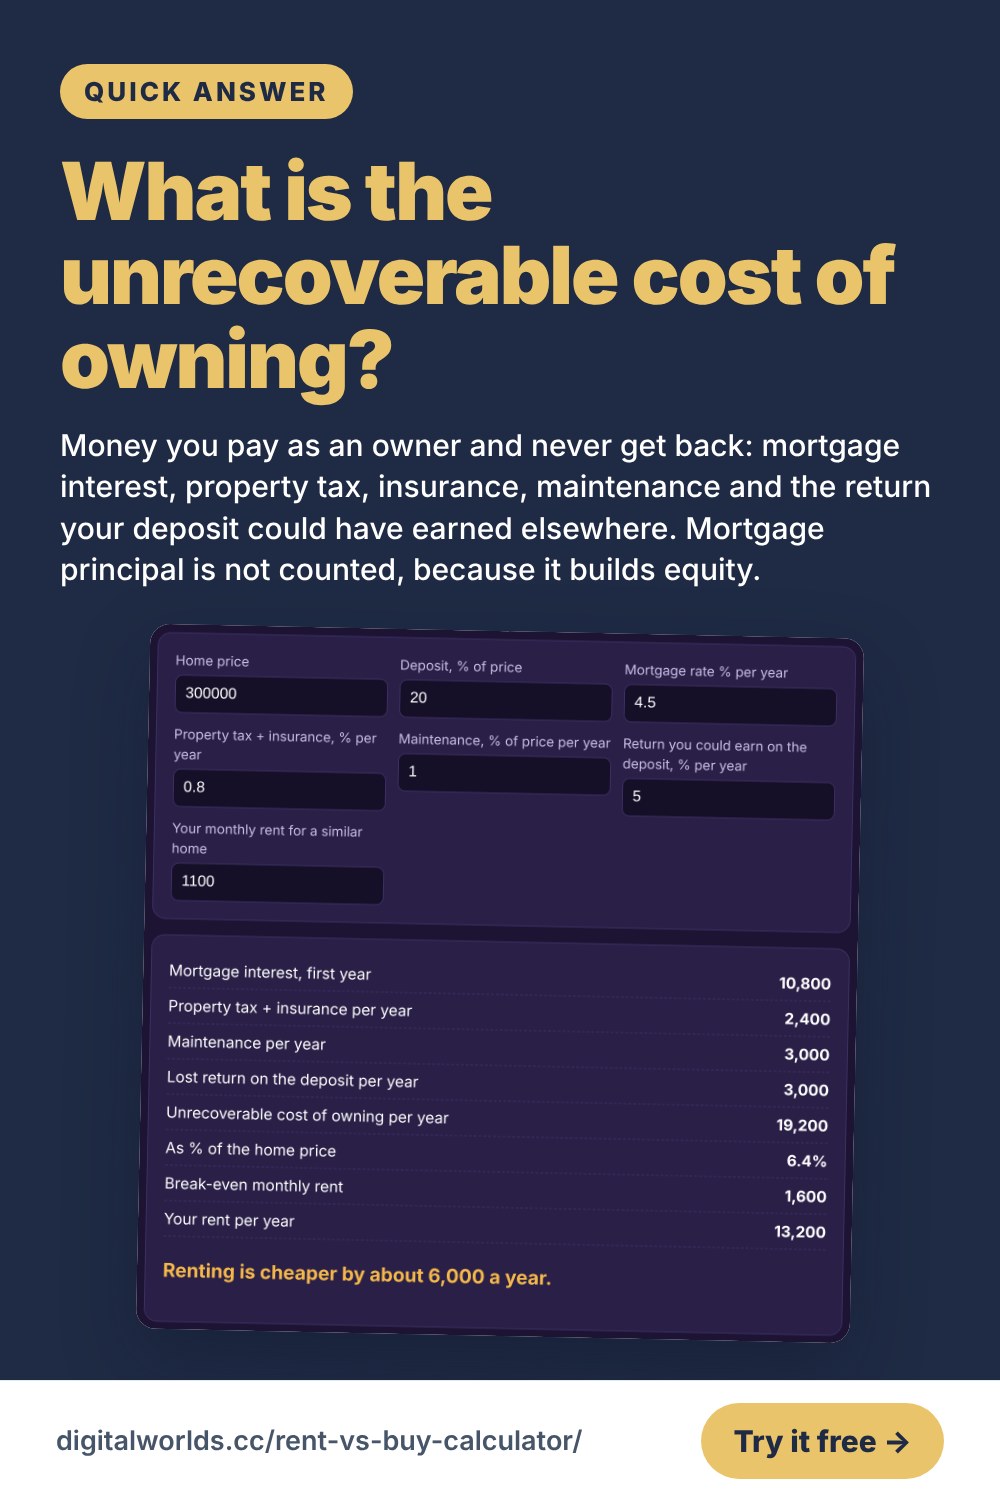 QUICK ANSWER
What is the
unrecoverable cost of
owning?
Money you pay as an owner and never get back: mortgage
interest, property tax, insurance, maintenance and the return
your deposit could have earned elsewhere. Mortgage
principal is not counted, because it builds equity.
Home price
300000
Deposit, % of price
20
Mortgage rate % per year
4.5
Property tax + insurance, % per
year
0.8
Maintenance, % of price per year
1
Return you could earn on the
deposit, % per year
5
Your monthly rent for a similar
home
1100
Mortgage interest, first year 10,800
Property tax + insurance per year 2,400
Maintenance per year 3,000
Lost return on the deposit per year 3,000
Unrecoverable cost of owning per year 19,200
As % of the home price 6.4%
Break-even monthly rent 1,600
Your rent per year 13,200
Renting is cheaper by about 6,000 a year.
digitalworlds.cc/rent-vs-buy-calculator/
Try it free →